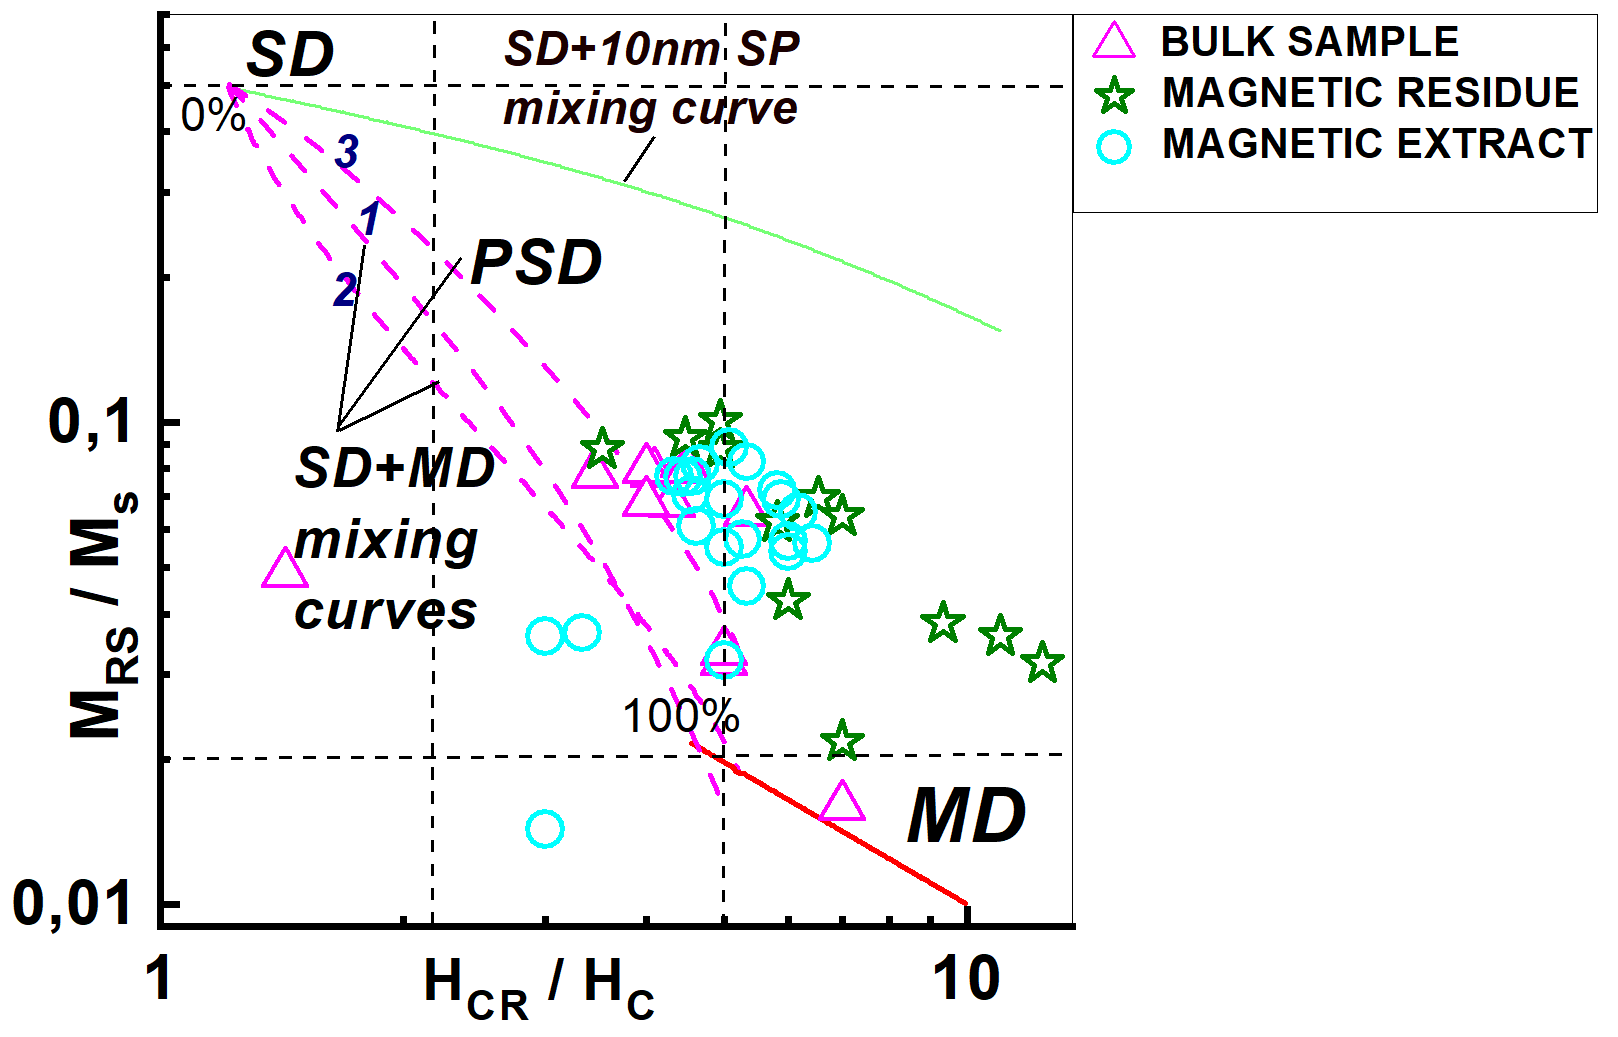 SD
SD+10nm SP
mixing curve
0%
3
1
2
PSD
0,1
SD+MD
mixing
curves
100%
MD
0,01
1
10
M_RS / M_s
H_CR / H_C
BULK SAMPLE
MAGNETIC RESIDUE
MAGNETIC EXTRACT